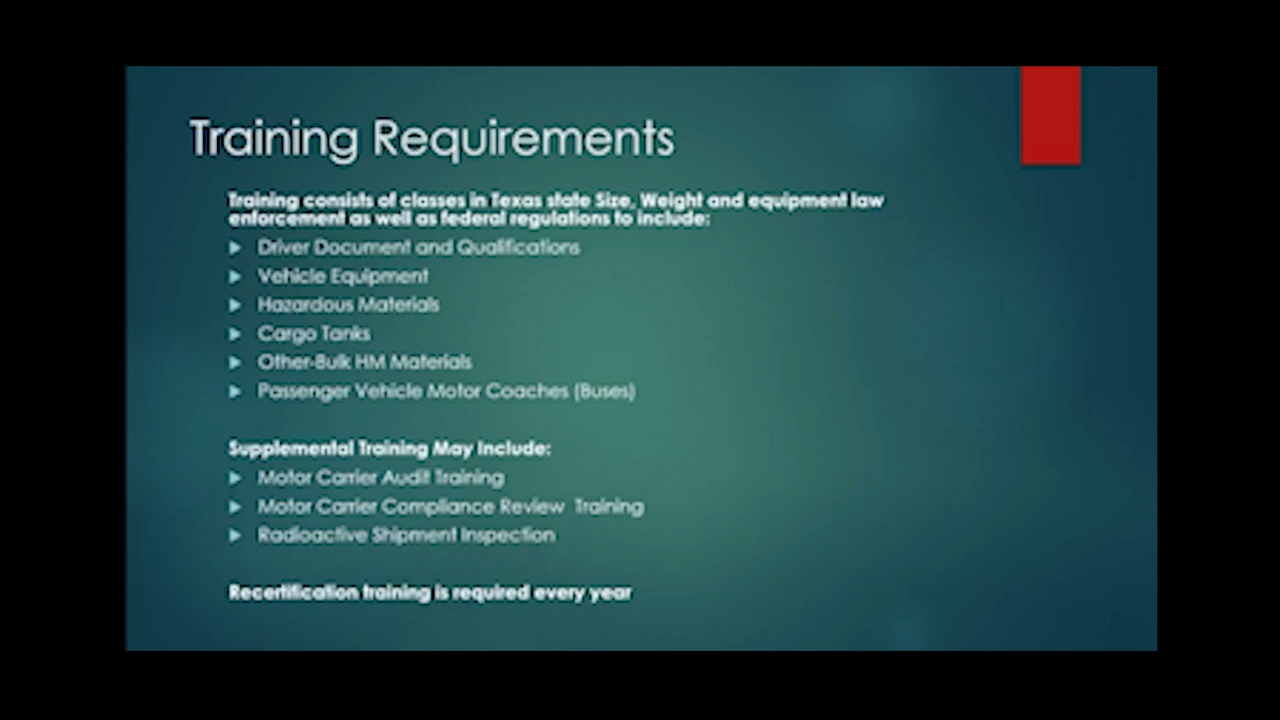 Training Requirements
Training consists of classes in Texas state Size, Weight and equipment law
enforcement as well as federal regulations to include:
Driver Document and Qualifications
Vehicle Equipment
Hazardous Materials
Cargo Tanks
Other-Bulk HM Materials
Passenger Vehicle Motor Coaches (Buses)
Supplemental Training May Include:
Motor Carrier Audit Training
Motor Carrier Compliance Review Training
Radioactive Shipment Inspection
Recertification training is required every year